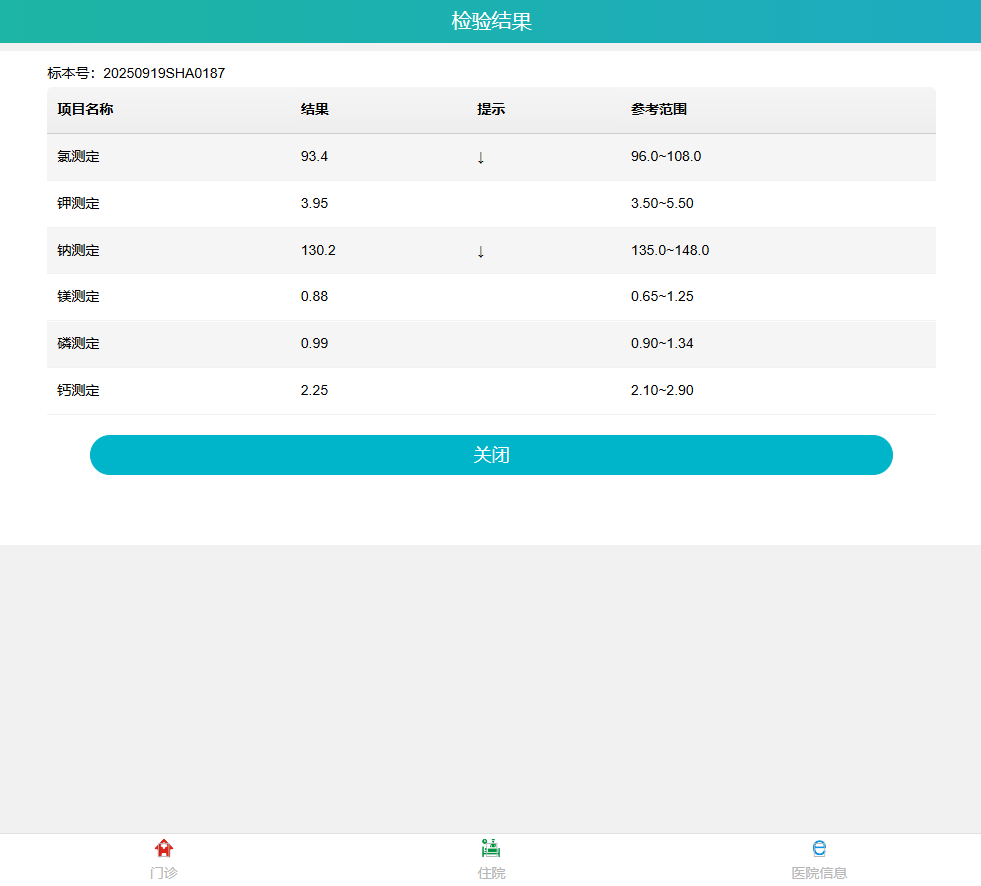 检验结果
标本号：20250919SHA0187
项目名称 结果 提示 参考范围
氯测定 93.4 ↓ 96.0~108.0
钾测定 3.95 3.50~5.50
钠测定 130.2 ↓ 135.0~148.0
镁测定 0.88 0.65~1.25
磷测定 0.99 0.90~1.34
钙测定 2.25 2.10~2.90
关闭
门诊 住院 医院信息